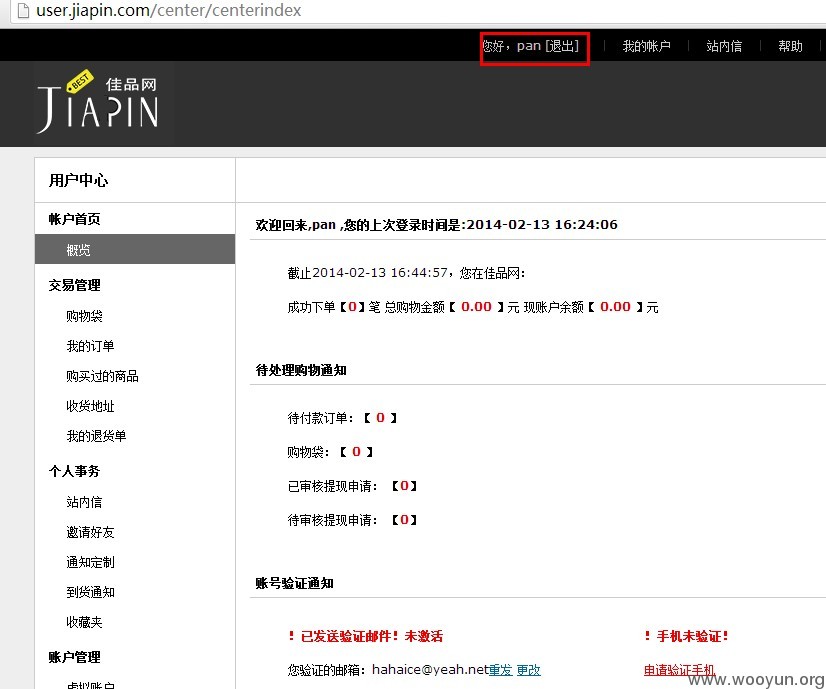 user.jiapin.com/center/centerindex
您好，pan [退出] 我的帐户 站内信 帮助
BEST 佳品网
JIAPIN
用户中心
帐户首页
欢迎回来,pan ,您的上次登录时间是:2014-02-13 16:24:06
概览
截止2014-02-13 16:44:57，您在佳品网：
交易管理
成功下单【0】笔 总购物金额【 0.00 】元 现账户余额【 0.00 】元
购物袋
我的订单
待处理购物通知
购买过的商品
收货地址
待付款订单：【 0 】
我的退货单
购物袋：【 0 】
个人事务
已审核提现申请：【0】
站内信
待审核提现申请：【0】
邀请好友
通知定制
账号验证通知
到货通知
收藏夹
！已发送验证邮件！未激活 ！手机未验证！
账户管理
您验证的邮箱：hahaice@yeah.net重发 更改 申请验证手机
虚拟账户
www.wooyun.org